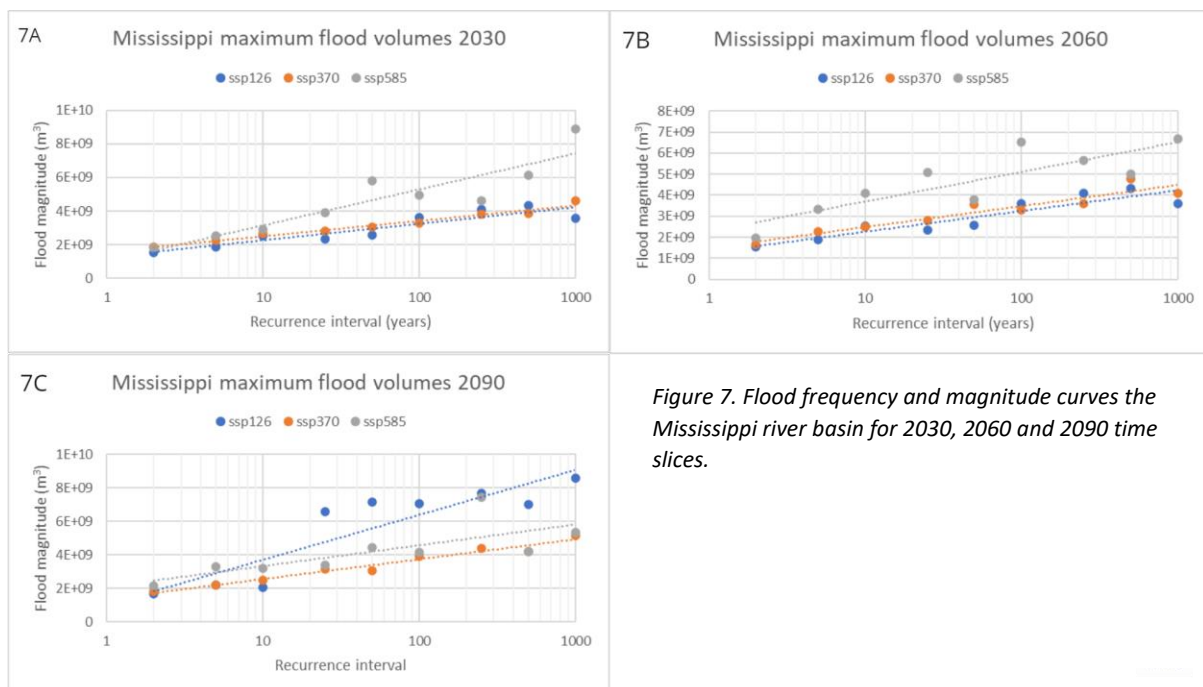 7A
Mississippi maximum flood volumes 2030
ssp126 ssp370 ssp585
Flood magnitude (m³)
1E+10
8E+09
6E+09
4E+09
2E+09
0
1 10 100 1000
Recurrence interval (years)
7B
Mississippi maximum flood volumes 2060
ssp126 ssp370 ssp585
Flood magnitude (m³)
8E+09
7E+09
6E+09
5E+09
4E+09
3E+09
2E+09
1E+09
0
1 10 100 1000
Recurrence interval (years)
7C
Mississippi maximum flood volumes 2090
ssp126 ssp370 ssp585
Flood magnitude (m³)
1E+10
8E+09
6E+09
4E+09
2E+09
0
1 10 100 1000
Recurrence interval
Figure 7. Flood frequency and magnitude curves the
Mississippi river basin for 2030, 2060 and 2090 time
slices.